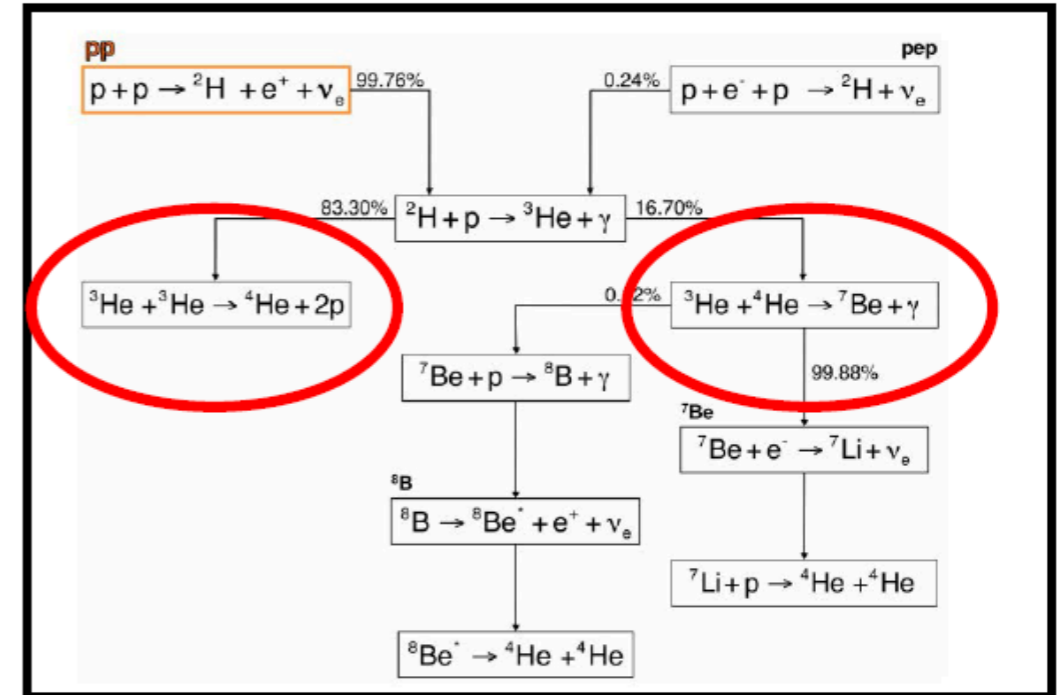 pp
pep
p + p → ²H + e⁺ + νₑ
99.76%
0.24%
p + e⁻ + p → ²H + νₑ
83.30%
²H + p → ³He + γ
16.70%
³He + ³He → ⁴He + 2p
³He + ⁴He → ⁷Be + γ
⁷Be + p → ⁸B + γ
99.88%
⁷Be
⁷Be + e⁻ → ⁷Li + νₑ
⁸B
⁸B → ⁸Be* + e⁺ + νₑ
⁷Li + p → ⁴He + ⁴He
⁸Be* → ⁴He + ⁴He